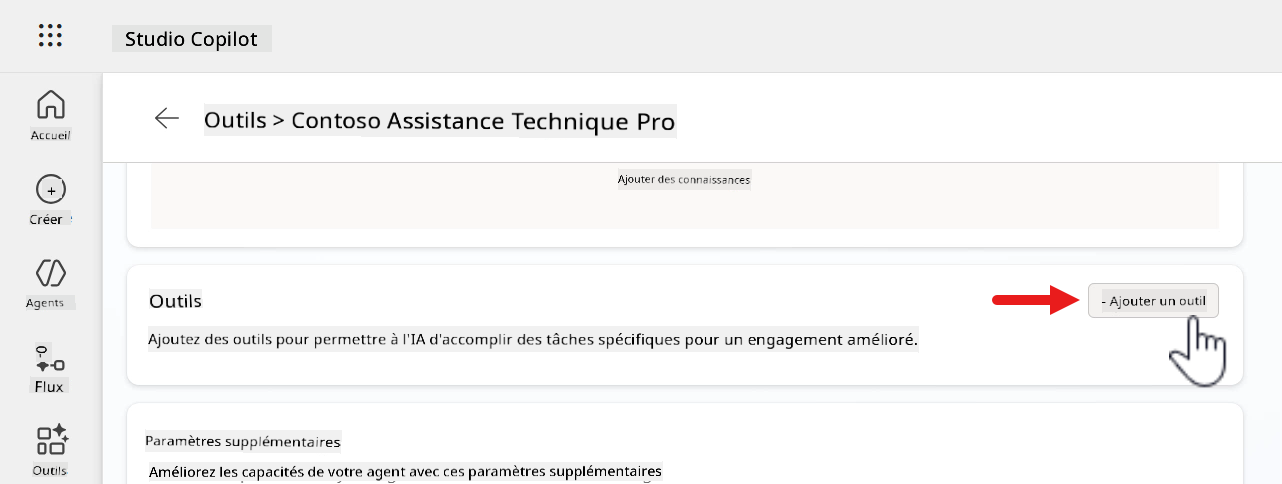 Studio Copilot
Outils > Contoso Assistance Technique Pro
Accueil
Créer
Agents
Flux
Outils
Ajouter des connaissances
Outils
- Ajouter un outil
Ajoutez des outils pour permettre à l'IA d'accomplir des tâches spécifiques pour un engagement amélioré.
Paramètres supplémentaires
Améliorez les capacités de votre agent avec ces paramètres supplémentaires